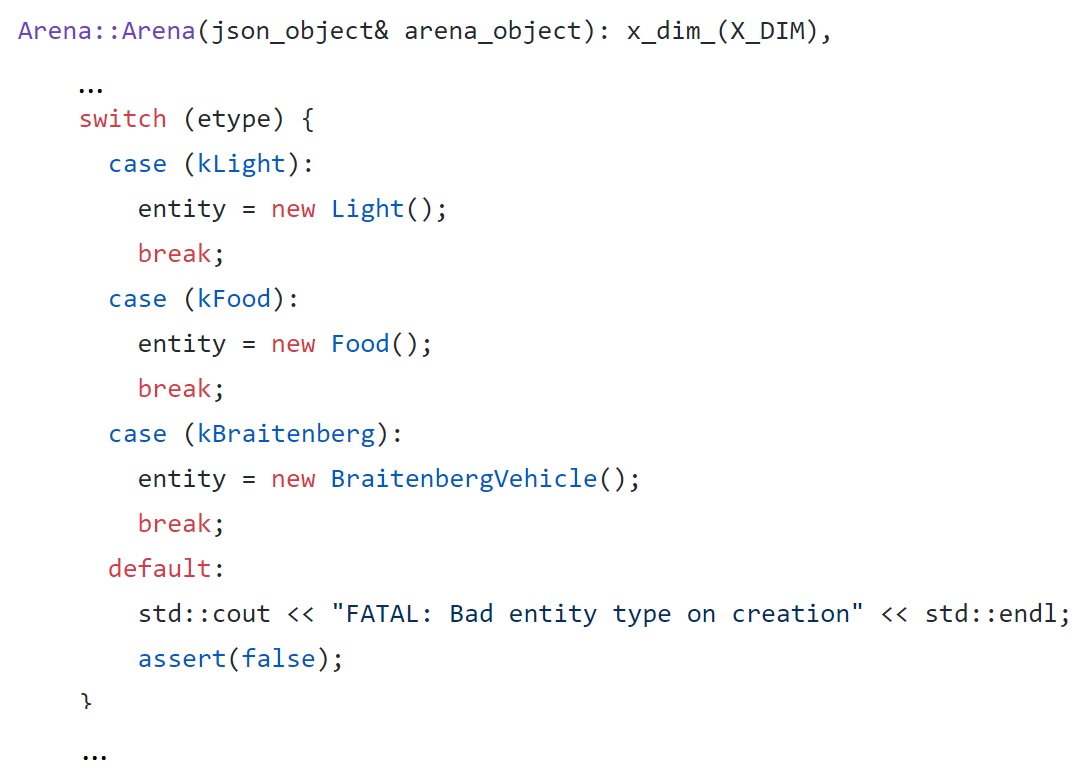 Arena::Arena(json_object& arena_object): x_dim_(X_DIM),
...
switch (etype) {
case (kLight):
entity = new Light();
break;
case (kFood):
entity = new Food();
break;
case (kBraitenberg):
entity = new BraitenbergVehicle();
break;
default:
std::cout << "FATAL: Bad entity type on creation" << std::endl;
assert(false);
}
...